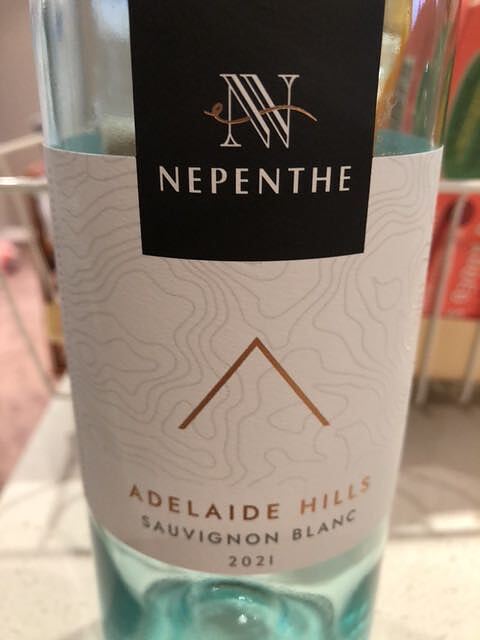 N
NEPENTHE
ADELAIDE HILLS
SAUVIGNON BLANC
2021